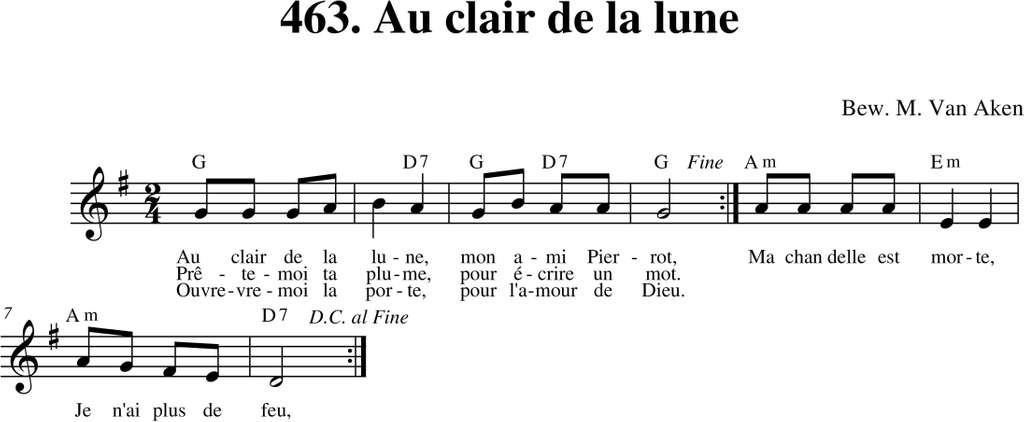 463. Au clair de la lune
Bew. M. Van Aken
G D7 G D7 G Fine Am Em
2
4
Au clair de la lu - ne, mon a - mi Pier - rot, Ma chan delle est mor - te,
Prê - te - moi ta plu - me, pour é - crire un mot.
Ouvre - vre - moi la por - te, pour l'a - mour de Dieu.
7 Am D7 D.C. al Fine
Je n'ai plus de feu,